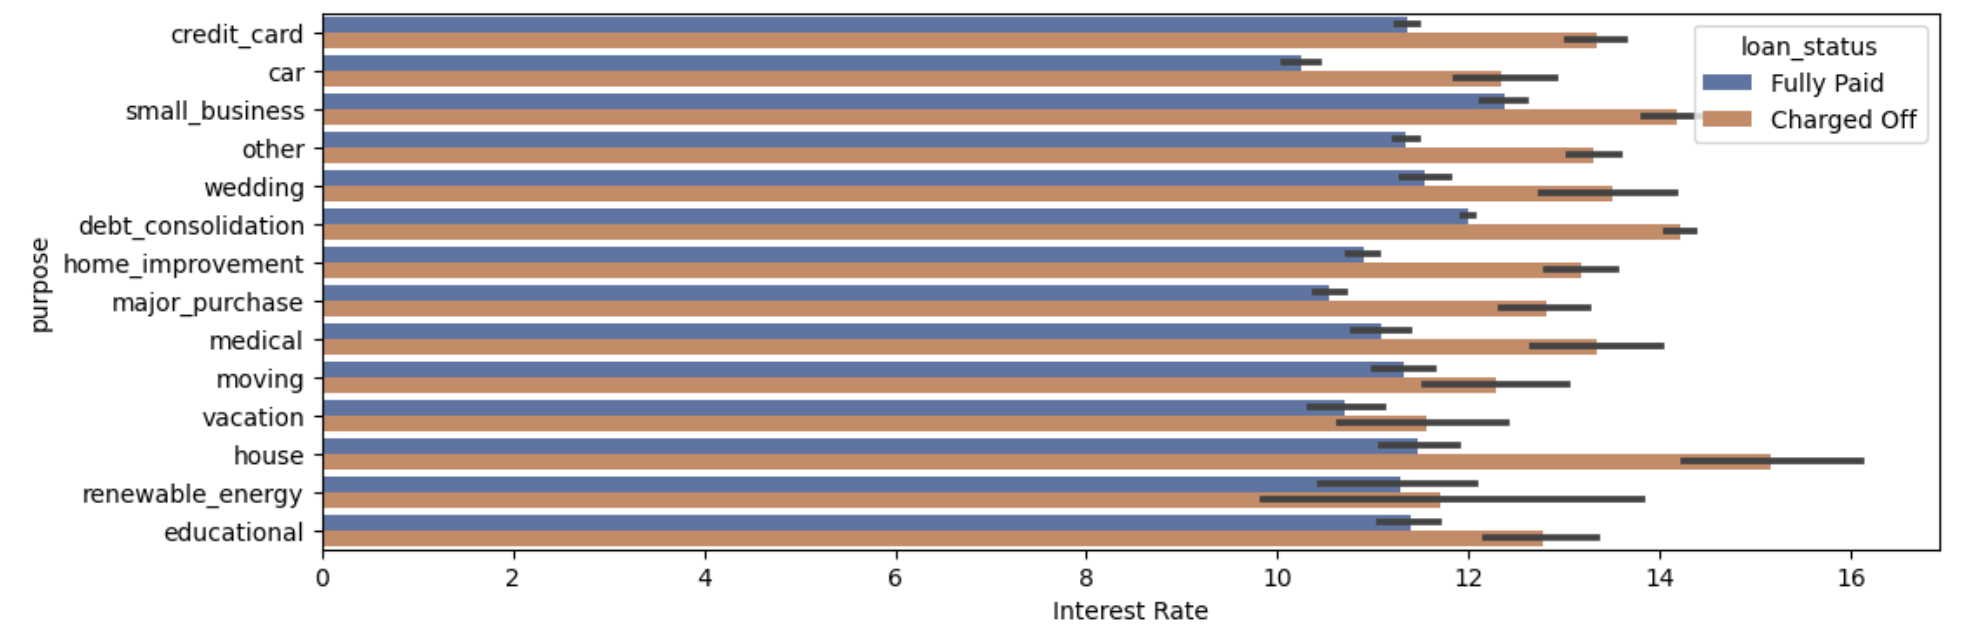 purpose
credit_card
car
small_business
other
wedding
debt_consolidation
home_improvement
major_purchase
medical
moving
vacation
house
renewable_energy
educational
loan_status
Fully Paid
Charged Off
0 2 4 6 8 10 12 14 16
Interest Rate